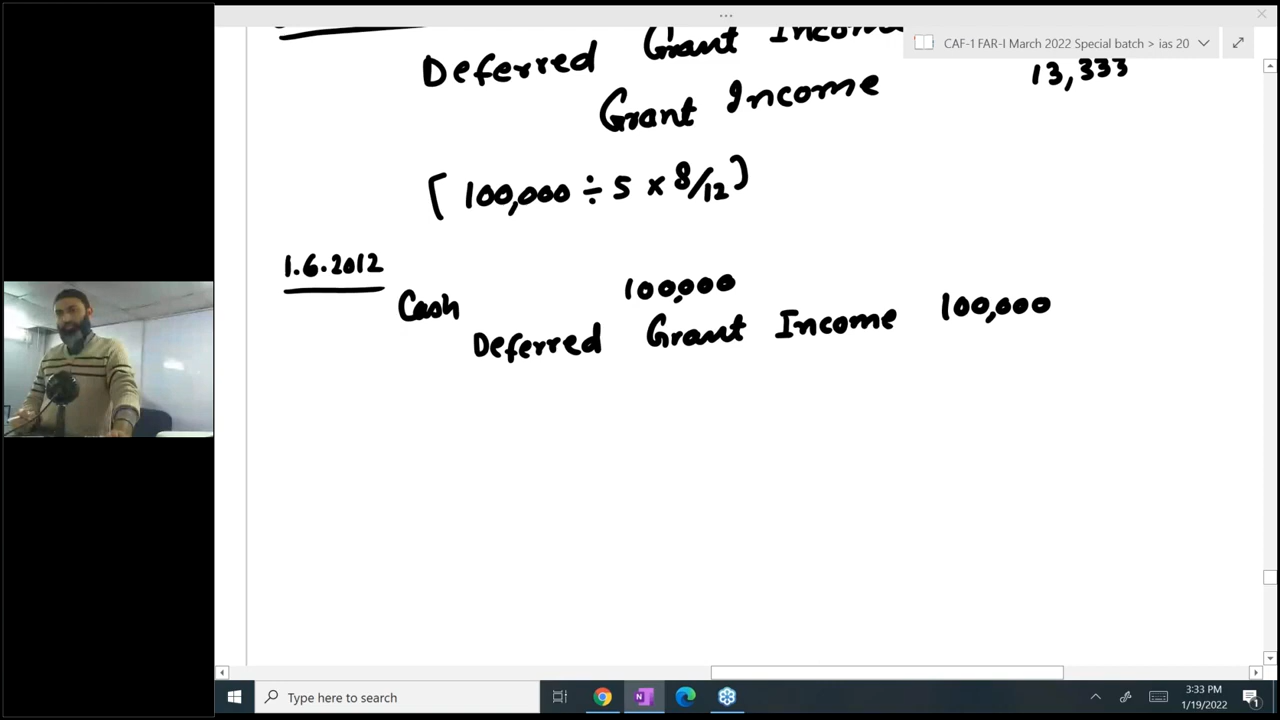 CAF-1 FAR-I March 2022 Special batch > ias 20
Deferred Grant Income
13,333
Grant Income
( 100,000 ÷ 5 × 8/12 )
1.6.2012
Cash 100,000
Deferred Grant Income 100,000
Type here to search
3:33 PM
1/19/2022
1